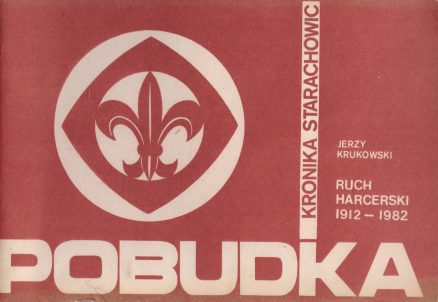 KRONIKA STARACHOWIC
JERZY
KRUKOWSKI
RUCH
HARCERSKI
1912 – 1982
POBUDKA